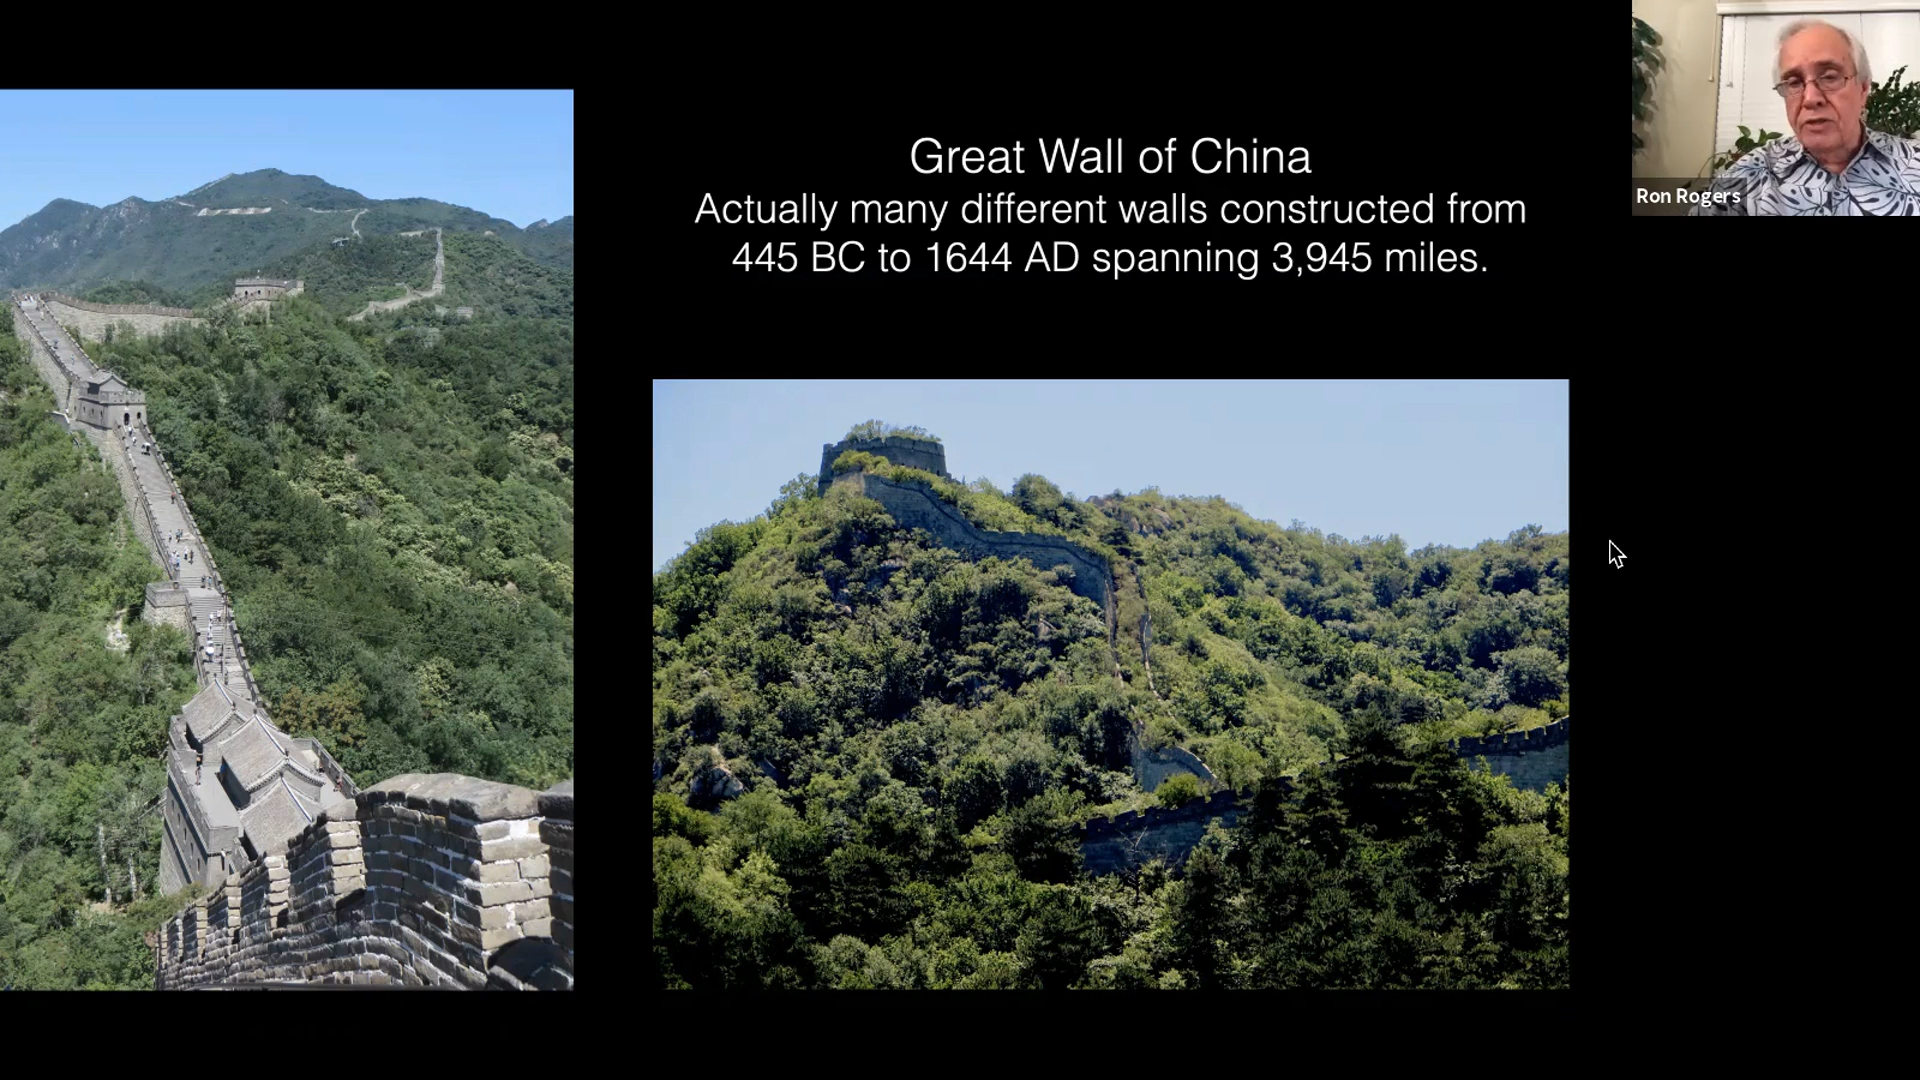 Great Wall of China
Actually many different walls constructed from
445 BC to 1644 AD spanning 3,945 miles.
Ron Rogers